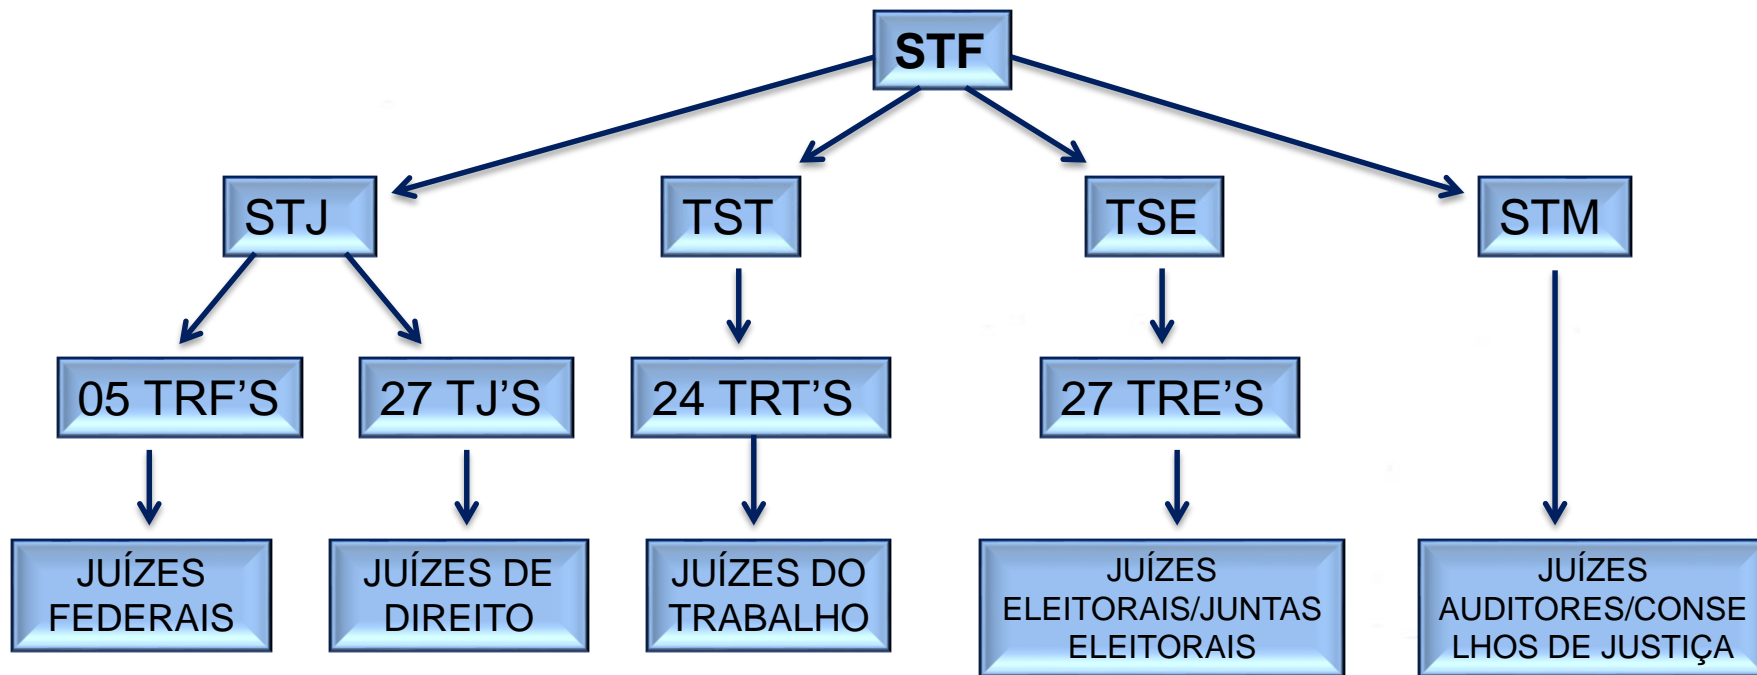 STF
STJ
TST
TSE
STM
05 TRF'S
27 TJ'S
24 TRT'S
27 TRE'S
JUÍZES
FEDERAIS
JUÍZES DE
DIREITO
JUÍZES DO
TRABALHO
JUÍZES
ELEITORAIS/JUNTAS
ELEITORAIS
JUÍZES
AUDITORES/CONSE
LHOS DE JUSTIÇA